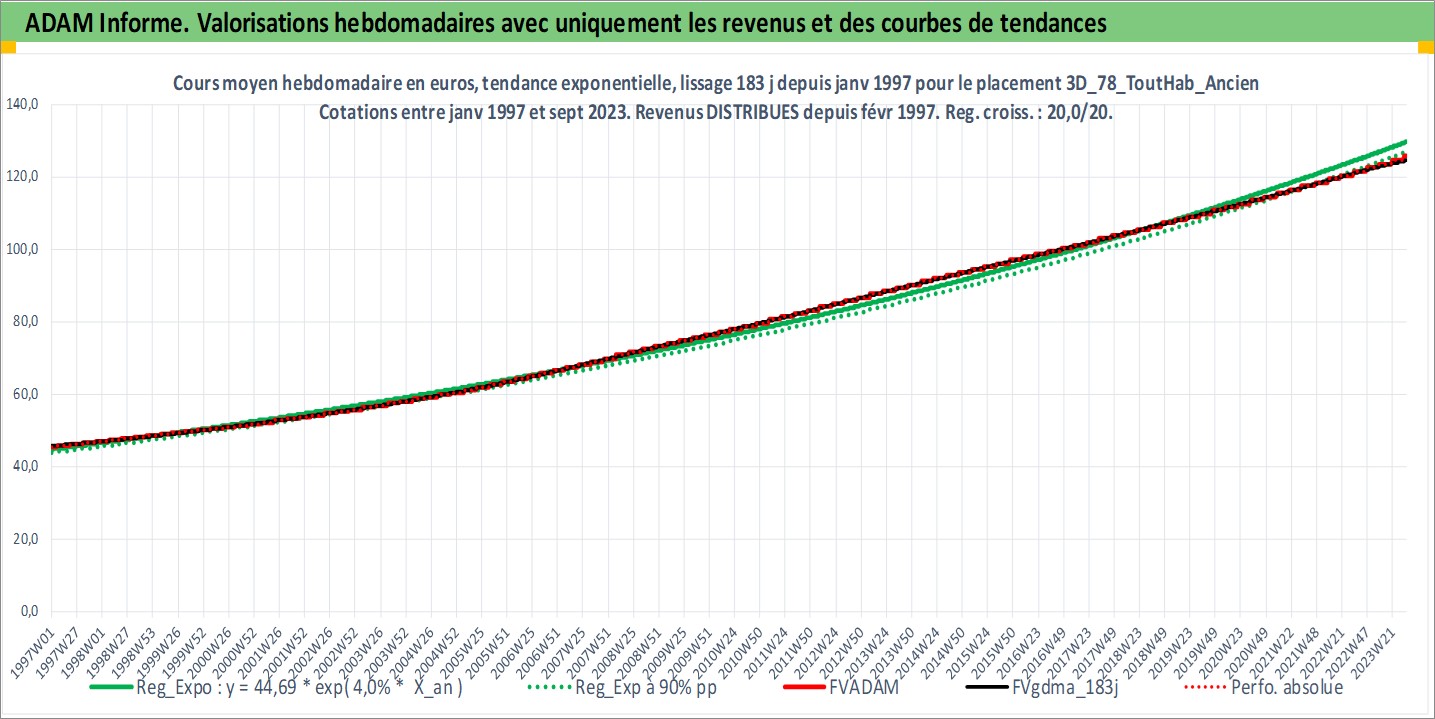 ADAM Informe. Valorisations hebdomadaires avec uniquement les revenus et des courbes de tendances
Cours moyen hebdomadaire en euros, tendance exponentielle, lissage 183 j depuis janv 1997 pour le placement 3D_78_ToutHab_Ancien
Cotations entre janv 1997 et sept 2023. Revenus DISTRIBUES depuis févr 1997. Reg. croiss. : 20,0/20.
140,0
120,0
100,0
80,0
60,0
40,0
20,0
0,0
1997W01
1997W27
1998W01
1998W27
1998W53
1999W26
1999W52
2000W26
2000W52
2001W26
2001W52
2002W26
2002W52
2003W26
2003W52
2004W26
2004W52
2005W25
2005W51
2006W25
2006W51
2007W25
2007W51
2008W25
2008W51
2009W25
2009W51
2010W24
2010W50
2011W24
2011W50
2012W24
2012W50
2013W24
2013W50
2014W24
2014W50
2015W24
2015W50
2016W23
2016W49
2017W23
2017W49
2018W23
2018W49
2019W23
2019W49
2020W23
2020W49
2021W22
2021W48
2022W21
2022W47
2023W21
Reg_Expo : y = 44,69 * exp( 4,0% * X_an )
Reg_Exp à 90% pp
FVADAM
FVgdma_183j
Perfo. absolue